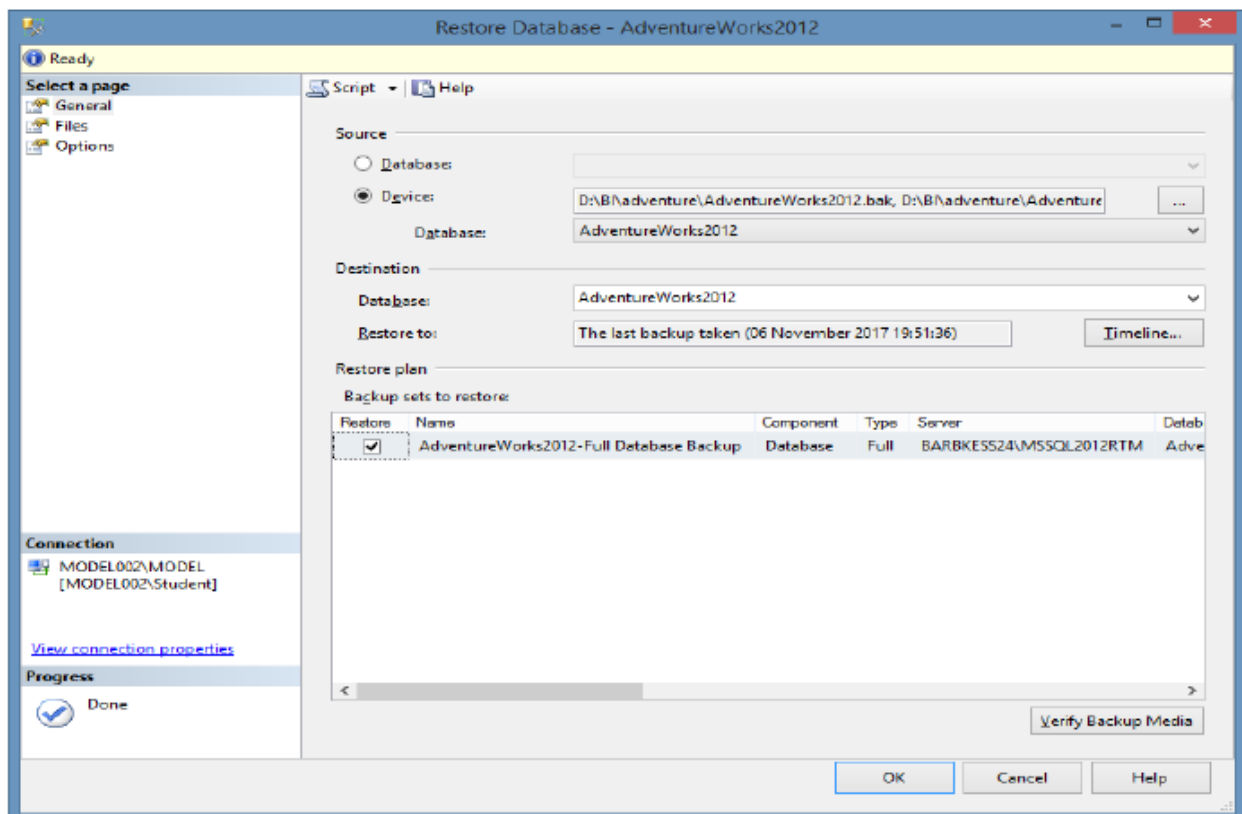 Restore Database - AdventureWorks2012
Ready
Select a page
General
Files
Options
Script
Help
Source
Database:
Device:
D:\BI\adventure\AdventureWorks2012.bak, D:\BI\adventure\Adventure
...
Database:
AdventureWorks2012
Destination
Database:
AdventureWorks2012
Restore to:
The last backup taken (06 November 2017 19:51:36)
Timeline...
Restore plan
Backup sets to restore:
Restore Name Component Type Server Datab
AdventureWorks2012-Full Database Backup Database Full BARBKESS24\MSSQL2012RTM Adve
Connection
MODEL002\MODEL
[MODEL002\Student]
View connection properties
Progress
Done
Verify Backup Media
OK Cancel Help